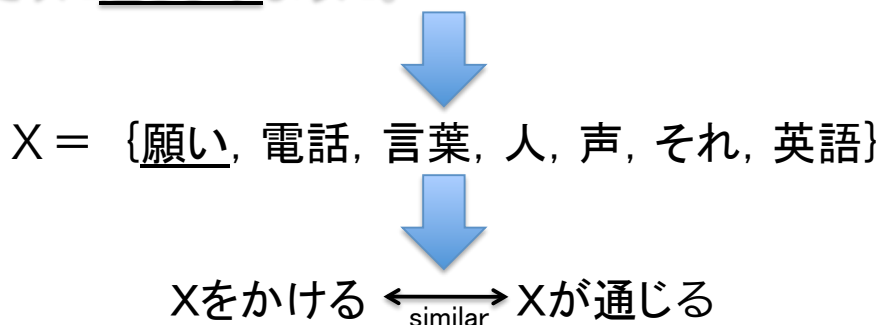 X＝ {願い, 電話, 言葉, 人, 声, それ, 英語}
Xをかける ⟷ Xが通じる
similar